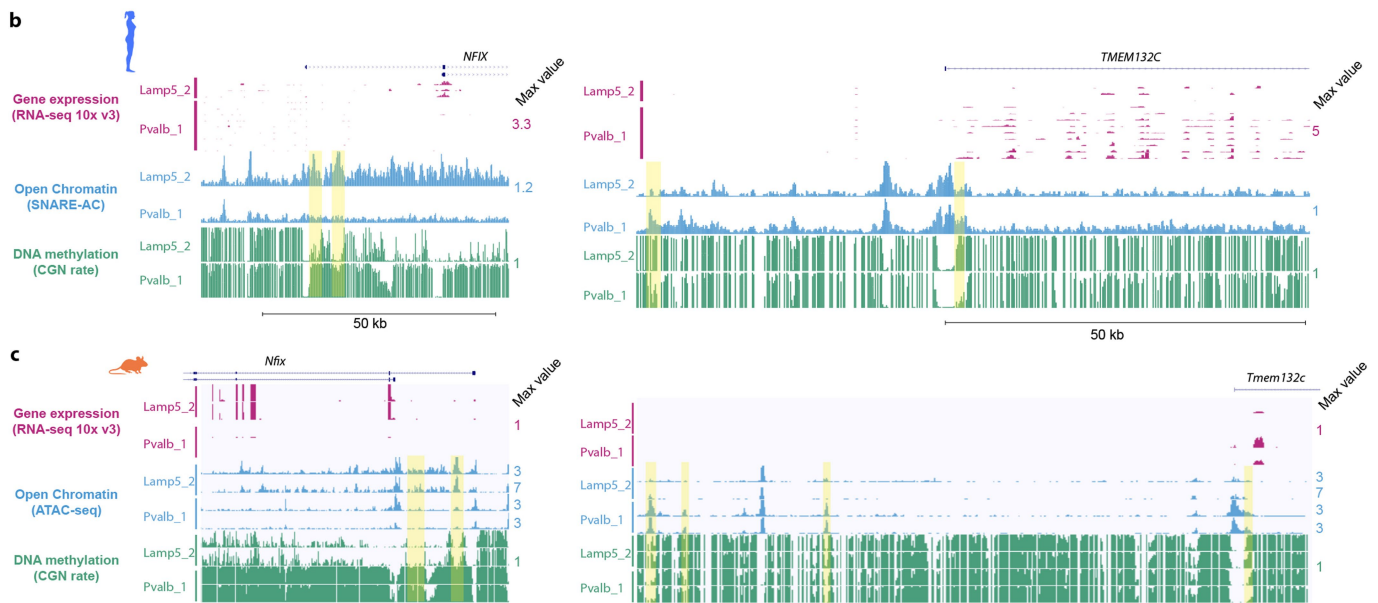 b
NFIX
Max value
Gene expression
(RNA-seq 10x v3)
Lamp5_2
Pvalb_1
3.3
Open Chromatin
(SNARE-AC)
Lamp5_2
Pvalb_1
1.2
DNA methylation
(CGN rate)
Lamp5_2
Pvalb_1
1
50 kb
TMEM132C
Max value
Lamp5_2
Pvalb_1
5
Lamp5_2
Pvalb_1
1
Lamp5_2
Pvalb_1
1
50 kb
c
Nfix
Max value
Gene expression
(RNA-seq 10x v3)
Lamp5_2
Pvalb_1
1
Open Chromatin
(ATAC-seq)
Lamp5_2
Pvalb_1
3
7
3
3
DNA methylation
(CGN rate)
Lamp5_2
Pvalb_1
1
Tmem132c
Max value
Lamp5_2
Pvalb_1
1
Lamp5_2
Pvalb_1
3
7
3
3
Lamp5_2
Pvalb_1
1